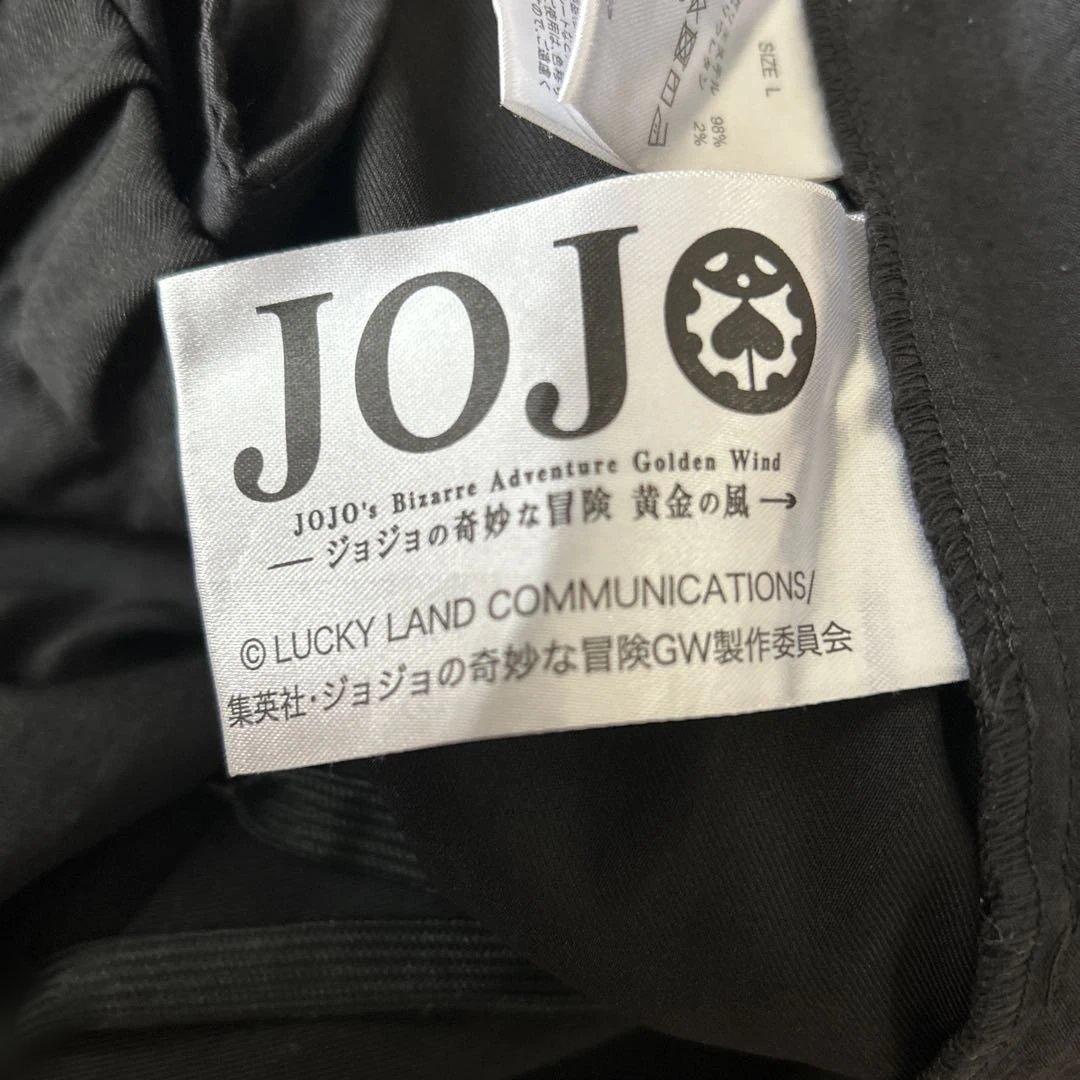 SIZE L
98%
2%
JOJO
JOJO's Bizarre Adventure Golden Wind
―ジョジョの奇妙な冒険 黄金の風→
© LUCKY LAND COMMUNICATIONS/
集英社・ジョジョの奇妙な冒険GW製作委員会